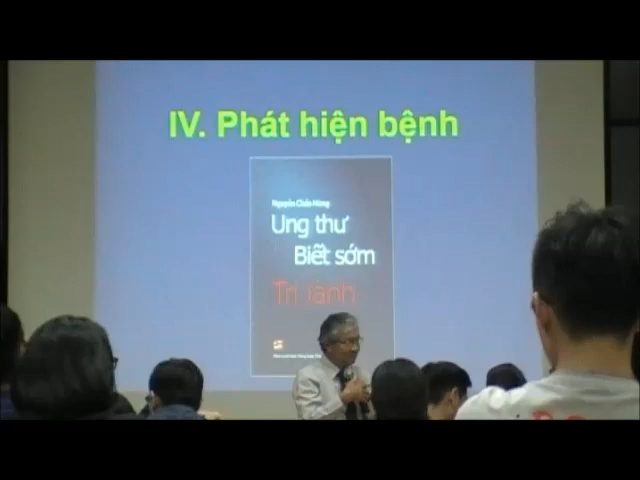 IV. Phát hiện bệnh
Nguyễn Chấn Hùng
Ung thư
Biết sớm
Trị lành